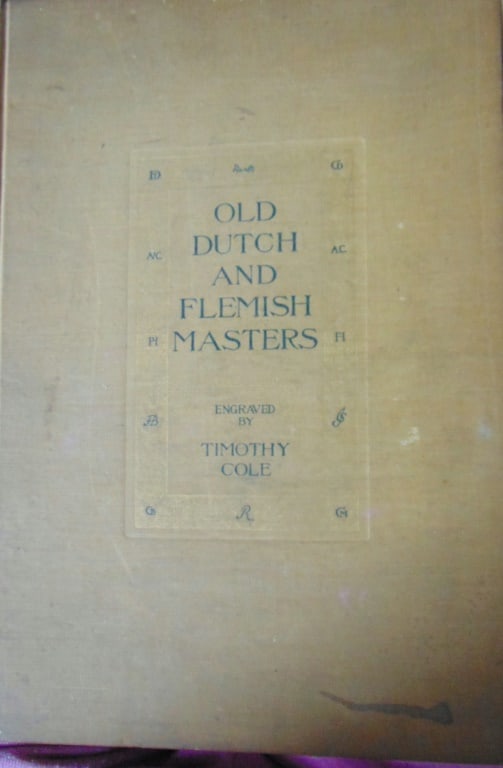 OLD
DUTCH
AND
FLEMISH
MASTERS
ENGRAVED
BY
TIMOTHY
COLE
A.C.
R